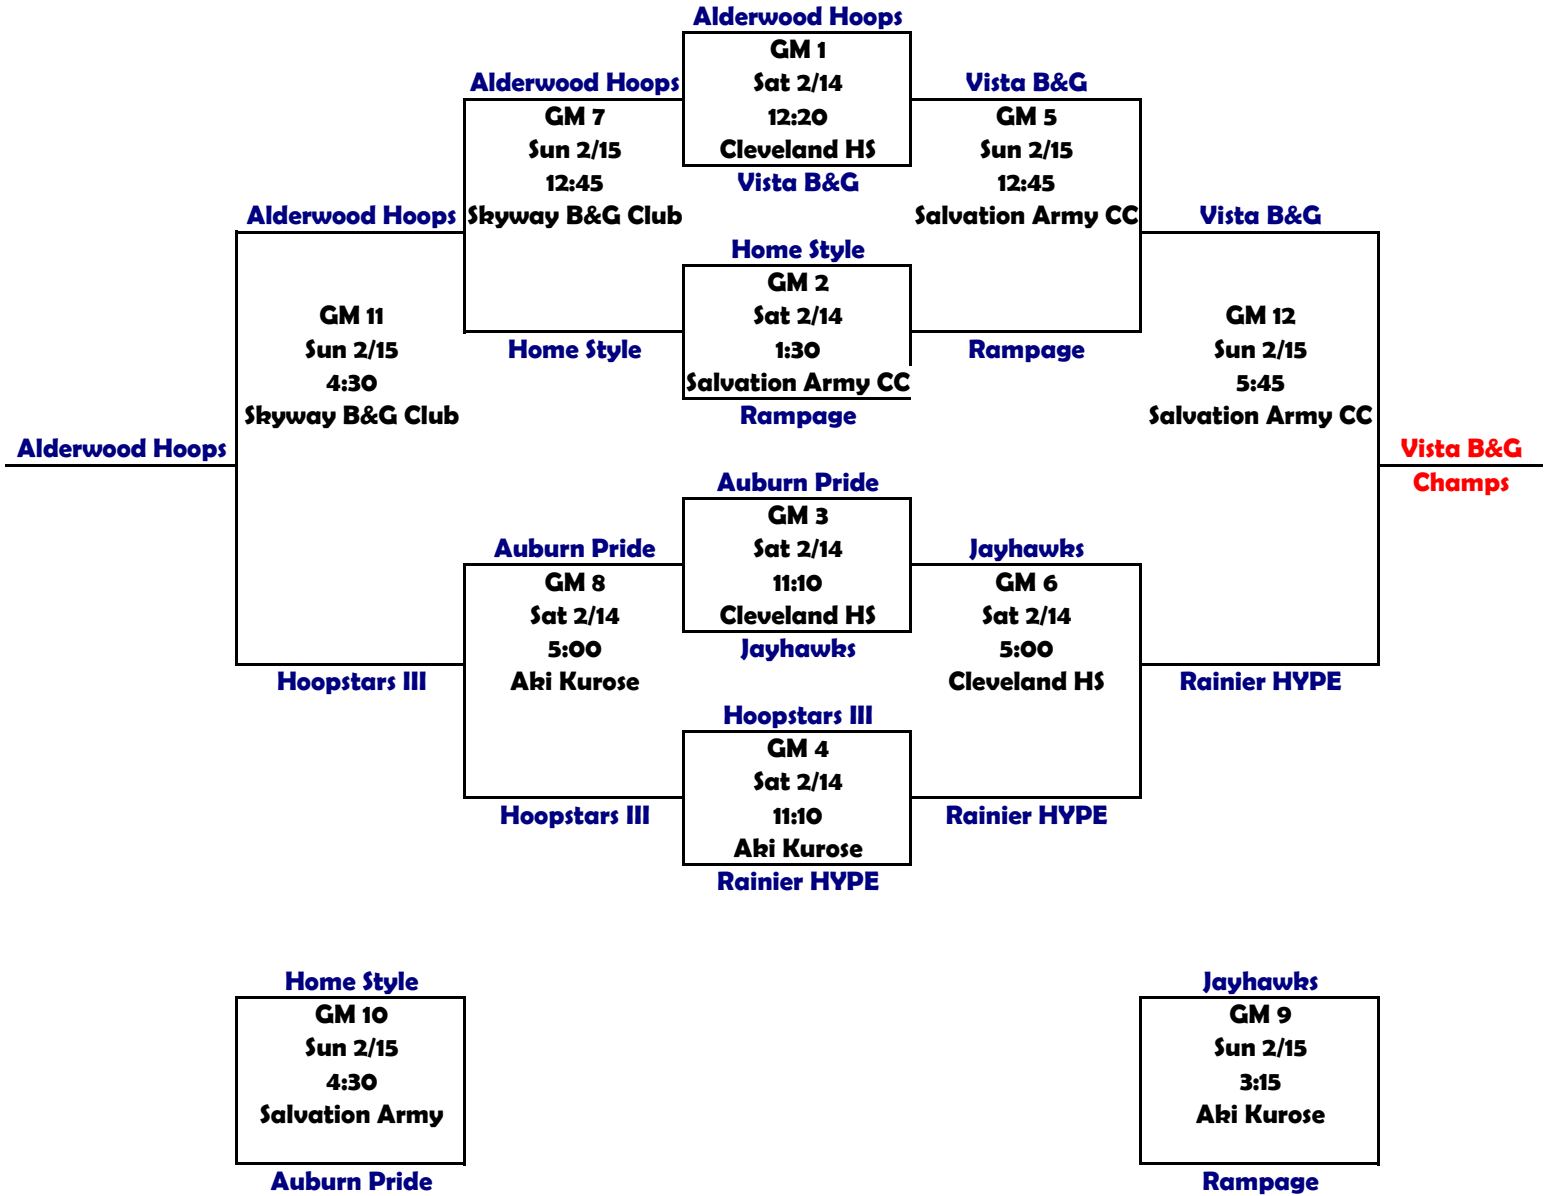 Alderwood Hoops
GM 1
Sat 2/14
12:20
Cleveland HS
Vista B&G
Alderwood Hoops
GM 7
Sun 2/15
12:45
Skyway B&G Club
Home Style
Vista B&G
GM 5
Sun 2/15
12:45
Salvation Army CC
Rampage
Home Style
GM 2
Sat 2/14
1:30
Salvation Army CC
Rampage
Alderwood Hoops
GM 11
Sun 2/15
4:30
Skyway B&G Club
Hoopstars III
Alderwood Hoops
Vista B&G
GM 12
Sun 2/15
5:45
Salvation Army CC
Rainier HYPE
Vista B&G
Champs
Auburn Pride
GM 3
Sat 2/14
11:10
Cleveland HS
Jayhawks
Auburn Pride
GM 8
Sat 2/14
5:00
Aki Kurose
Hoopstars III
Jayhawks
GM 6
Sat 2/14
5:00
Cleveland HS
Rainier HYPE
Hoopstars III
GM 4
Sat 2/14
11:10
Aki Kurose
Rainier HYPE
Home Style
GM 10
Sun 2/15
4:30
Salvation Army
Auburn Pride
Jayhawks
GM 9
Sun 2/15
3:15
Aki Kurose
Rampage